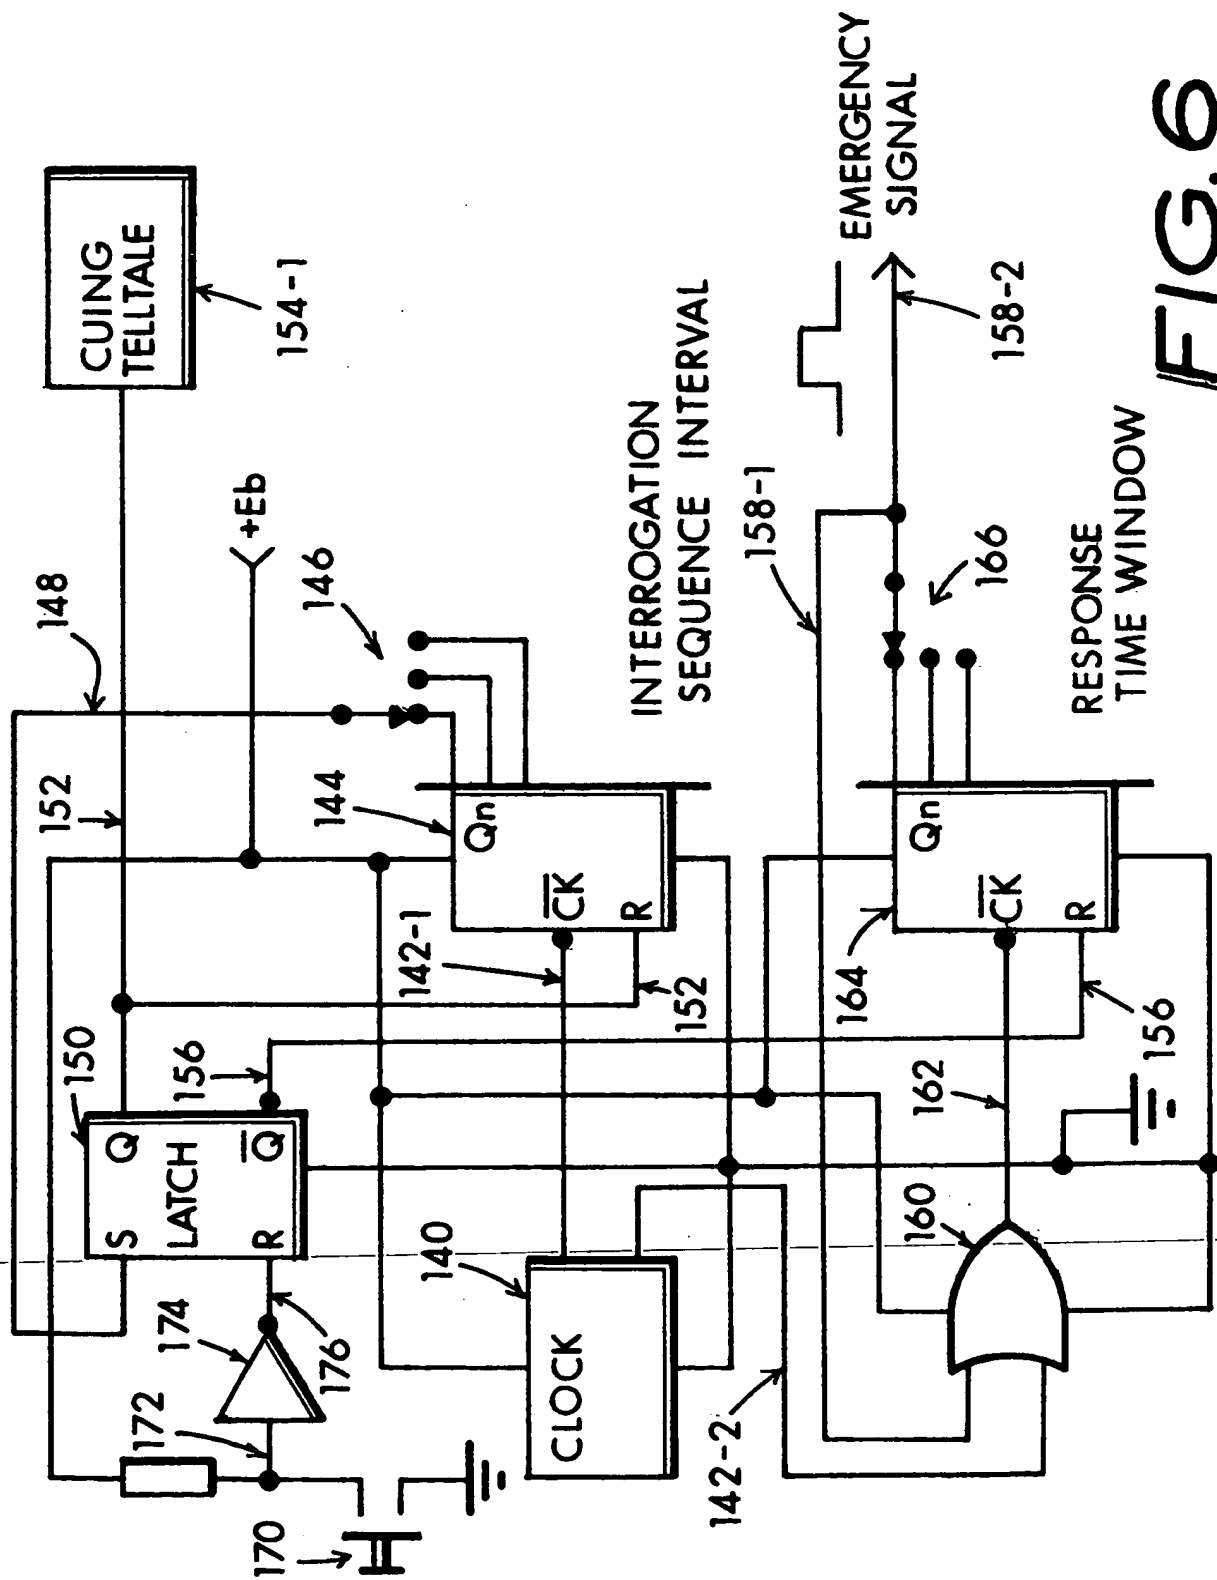 148
152
CUING
TELLTALE
154-1
+Eb
150
S
Q
LATCH
R
Q
156
174
172
176
170
144
146
Qn
CK
R
142-1
152
INTERROGATION
SEQUENCE INTERVAL
140
CLOCK
142-2
158-1
EMERGENCY
SIGNAL
158-2
164
166
Qn
CK
R
162
156
160
RESPONSE
TIME WINDOW
FIG. 6